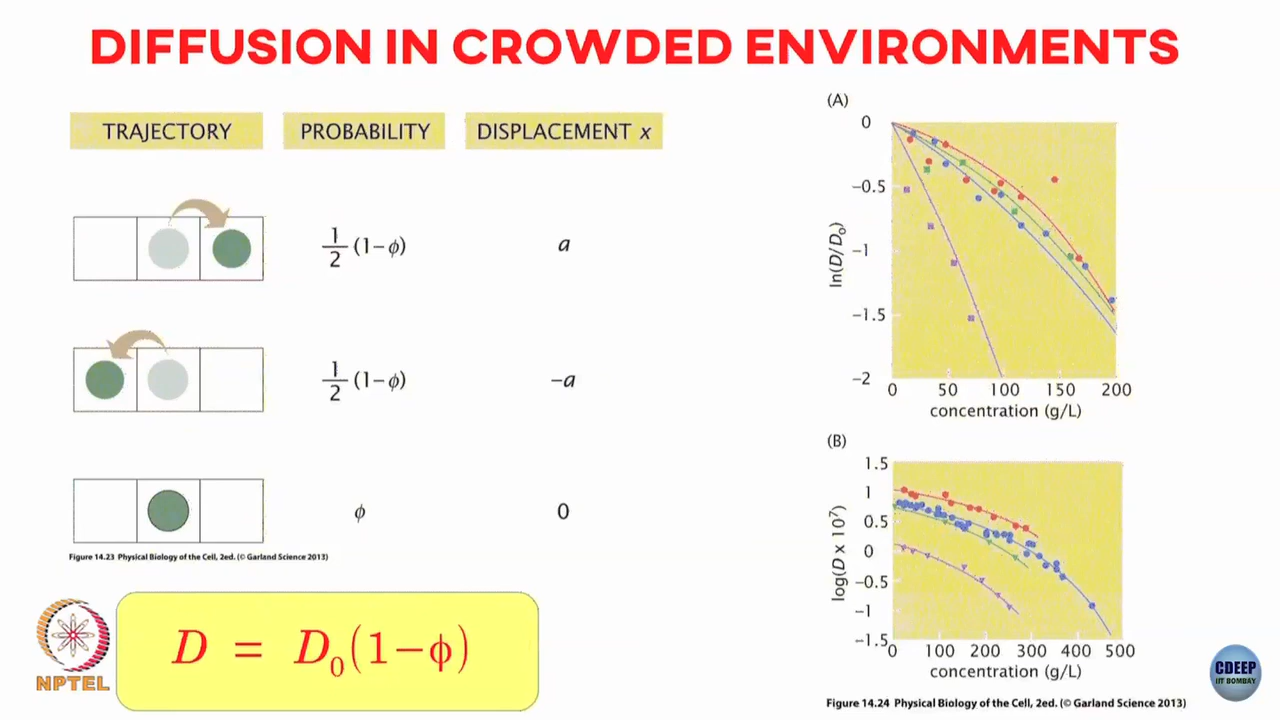 DIFFUSION IN CROWDED ENVIRONMENTS
TRAJECTORY PROBABILITY DISPLACEMENT x
1/2 (1−ϕ) a
1/2 (1−ϕ) −a
ϕ 0
Figure 14.23 Physical Biology of the Cell, 2ed. (© Garland Science 2013)
D = D₀(1−ϕ)
NPTEL
(A)
ln(D/D₀)
0
−0.5
−1
−1.5
−2
0 50 100 150 200
concentration (g/L)
(B)
log(D x 10⁷)
1.5
1
0.5
0
−0.5
−1
−1.5
0 100 200 300 400 500
concentration (g/L)
Figure 14.24 Physical Biology of the Cell, 2ed. (© Garland Science 2013)
CDEEP
IIT BOMBAY